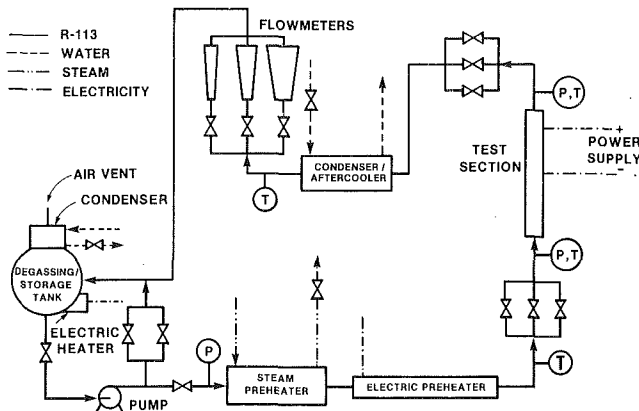 R-113
WATER
STEAM
ELECTRICITY
FLOWMETERS
P,T
TEST
SECTION
+
POWER
SUPPLY
-
CONDENSER /
AFTERCOOLER
T
AIR VENT
CONDENSER
DEGASSING/
STORAGE
TANK
P,T
ELECTRIC
HEATER
P
T
STEAM
PREHEATER
ELECTRIC PREHEATER
PUMP